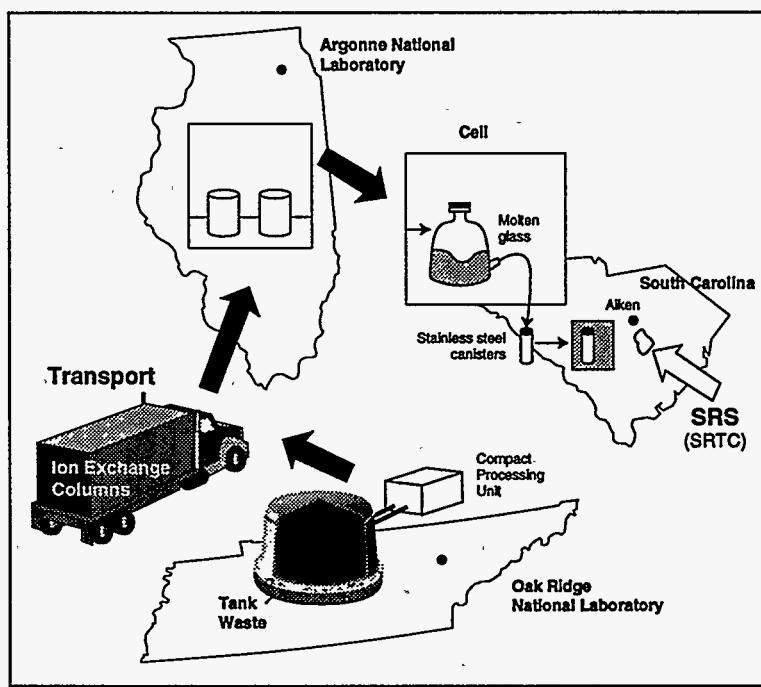 Argonne National
Laboratory
Cell
Molten
glass
South Carolina
Aiken
Stainless steel
canisters
SRS
(SRTC)
Transport
Ion Exchange
Columns
Compact
Processing
Unit
Tank
Waste
Oak Ridge
National Laboratory